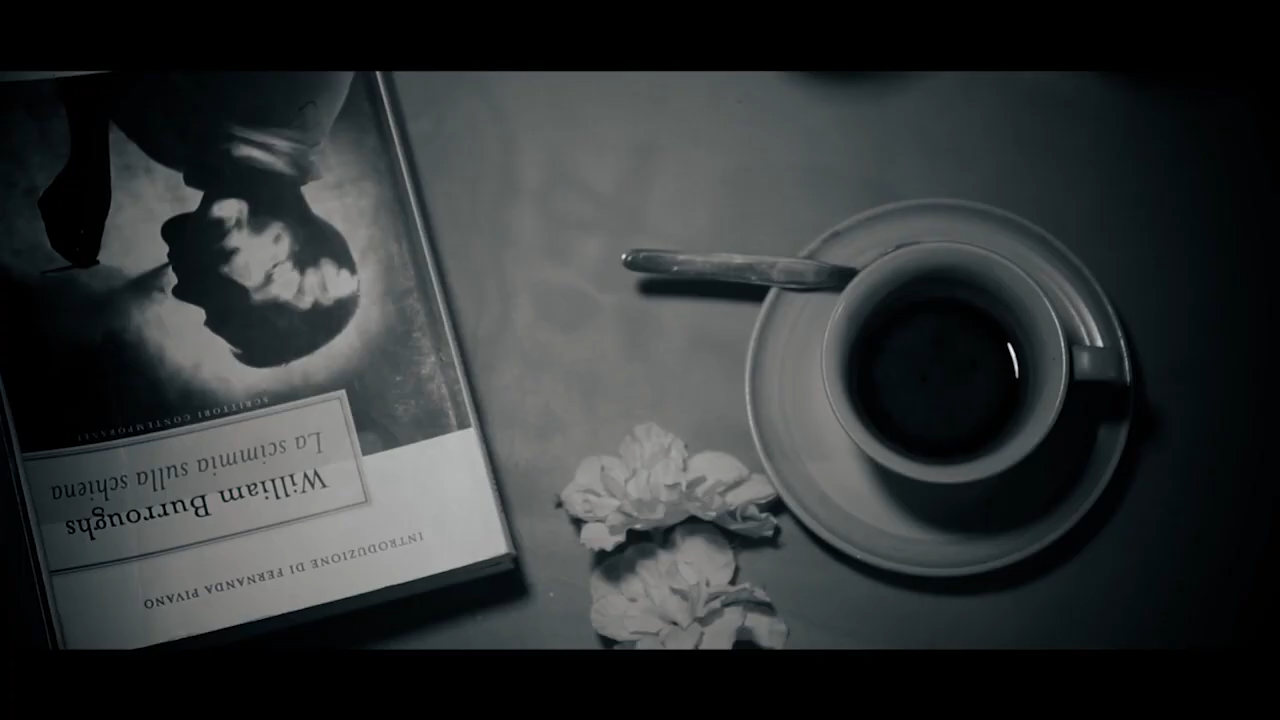 INTRODUZIONE DI FERNANDA PIVANO
William Burroughs
La scimmia sulla schiena
SCRITTORI CONTEMPORANEI